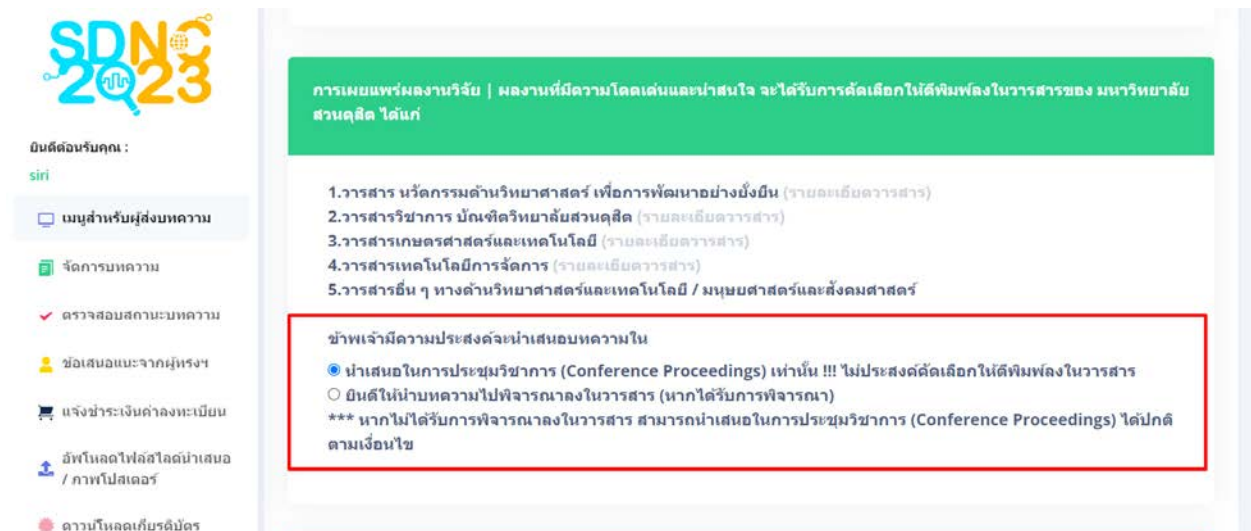 SDNC
2023
ยินดีต้อนรับคุณ :
siri
เมนูสำหรับผู้ส่งบทความ
จัดการบทความ
ตรวจสอบสถานะบทความ
ข้อเสนอแนะจากผู้ทรงฯ
แจ้งชำระเงินค่าลงทะเบียน
อัพโหลดไฟล์สไลด์นำเสนอ
/ ภาพโปสเตอร์
ดาวน์โหลดเกียรติบัตร
การเผยแพร่ผลงานวิจัย | ผลงานที่มีความโดดเด่นและน่าสนใจ จะได้รับการคัดเลือกให้ตีพิมพ์ลงในวารสารของ มหาวิทยาลัย
สวนดุสิต ได้แก่
1.วารสาร นวัตกรรมด้านวิทยาศาสตร์ เพื่อการพัฒนาอย่างยั่งยืน (รายละเอียดวารสาร)
2.วารสารวิชาการ บัณฑิตวิทยาลัยสวนดุสิต (รายละเอียดวารสาร)
3.วารสารเกษตรศาสตร์และเทคโนโลยี (รายละเอียดวารสาร)
4.วารสารเทคโนโลยีการจัดการ (รายละเอียดวารสาร)
5.วารสารอื่น ๆ ทางด้านวิทยาศาสตร์และเทคโนโลยี / มนุษยศาสตร์และสังคมศาสตร์
ข้าพเจ้ามีความประสงค์จะนำเสนอบทความใน
นำเสนอในการประชุมวิชาการ (Conference Proceedings) เท่านั้น !!! ไม่ประสงค์คัดเลือกให้ตีพิมพ์ลงในวารสาร
ยินดีให้นำบทความไปพิจารณาลงในวารสาร (หากได้รับการพิจารณา)
*** หากไม่ได้รับการพิจารณาลงในวารสาร สามารถนำเสนอในการประชุมวิชาการ (Conference Proceedings) ได้ปกติ
ตามเงื่อนไข